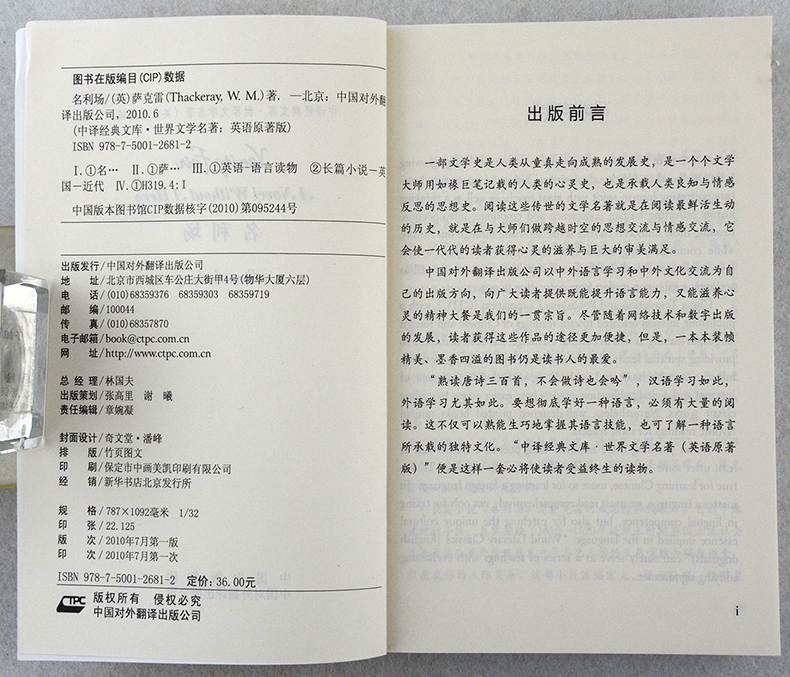 图书在版编目(CIP)数据
名利场/(英)萨克雷(Thackeray, W. M.)著. —北京：中国对外翻
译出版公司, 2010.6
(中译经典文库·世界文学名著：英语原著版)
ISBN 978-7-5001-2681-2
Ⅰ.①名… Ⅱ.①萨… Ⅲ.①英语-语言读物 ②长篇小说-英
国-近代 Ⅳ.①H319.4:I
中国版本图书馆CIP数据核字(2010)第095244号
出版发行/中国对外翻译出版公司
地 址/北京市西城区车公庄大街甲4号(物华大厦六层)
电 话/(010)68359376 68359303 68359719
邮 编/100044
传 真/(010)68357870
电子邮箱/book@ctpc.com.cn
网 址/http://www.ctpc.com.cn
总 经 理/林国夫
出版策划/张高里 谢 曦
责任编辑/章婉凝
封面设计/奇文堂·潘峰
排 版/竹页图文
印 刷/保定市中画美凯印刷有限公司
经 销/新华书店北京发行所
规 格/787×1092毫米 1/32
印 张/22.125
版 次/2010年7月第一版
印 次/2010年7月第一次
ISBN 978-7-5001-2681-2 定价：36.00元
CTPC 版权所有 侵权必究
中国对外翻译出版公司
出版前言
一部文学史是人类从童真走向成熟的发展史，是一个个文学
大师用如椽巨笔记载的人类的心灵史，也是承载人类良知与情感
反思的思想史。阅读这些传世的文学名著就是在阅读最鲜活生动
的历史，就是在与大师们做跨越时空的思想交流与情感交流，它
会使一代代的读者获得心灵的滋养与巨大的审美满足。
中国对外翻译出版公司以中外语言学习和中外文化交流为自
己的出版方向，向广大读者提供既能提升语言能力，又能滋养心
灵的精神大餐是我们的一贯宗旨。尽管随着网络技术和数字出版
的发展，读者获得这些作品的途径更加便捷，但是，一本本装帧
精美、墨香四溢的图书仍是读书人的最爱。
“熟读唐诗三百首，不会做诗也会吟”，汉语学习如此，
外语学习尤其如此。要想彻底学好一种语言，必须有大量的阅
读。这不仅可以熟能生巧地掌握其语言技能，也可了解一种语言
所承载的独特文化。“中译经典文库·世界文学名著（英语原著
版）”便是这样一套必将使读者受益终生的读物。
i